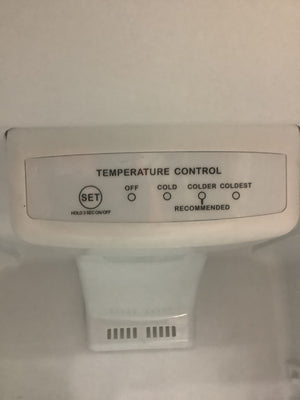 TEMPERATURE CONTROL
SET
OFF COLD COLDER COLDEST
HOLD 3 SEC ON/OFF
RECOMMENDED